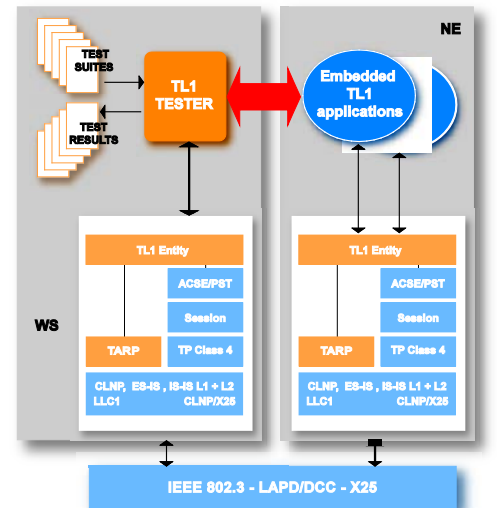 NE
TEST
SUITES
TL1
TESTER
Embedded
TL1
applications
TEST
RESULTS
WS
TL1 Entity
ACSE/PST
Session
TARP
TP Class 4
CLNP, ES-IS , IS-IS L1 + L2
LLC1 CLNP/X25
TL1 Entity
ACSE/PST
Session
TARP
TP Class 4
CLNP, ES-IS , IS-IS L1 + L2
LLC1 CLNP/X25
IEEE 802.3 - LAPD/DCC - X25